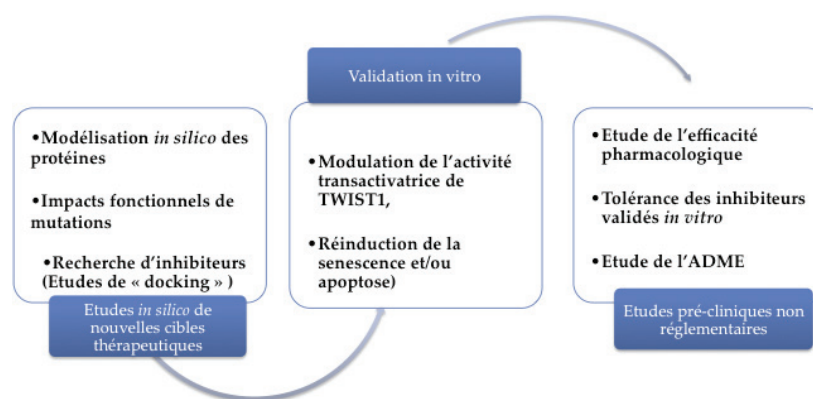 •Modélisation in silico des
protéines
•Impacts fonctionnels de
mutations
•Recherche d'inhibiteurs
(Etudes de « docking » )
Etudes in silico de
nouvelles cibles
thérapeutiques
Validation in vitro
•Modulation de l'activité
transactivatrice de
TWIST1,
•Réinduction de la
senescence et/ou
apoptose)
•Etude de l'efficacité
pharmacologique
•Tolérance des inhibiteurs
validés in vitro
•Etude de l'ADME
Etudes pré-cliniques non
réglementaires